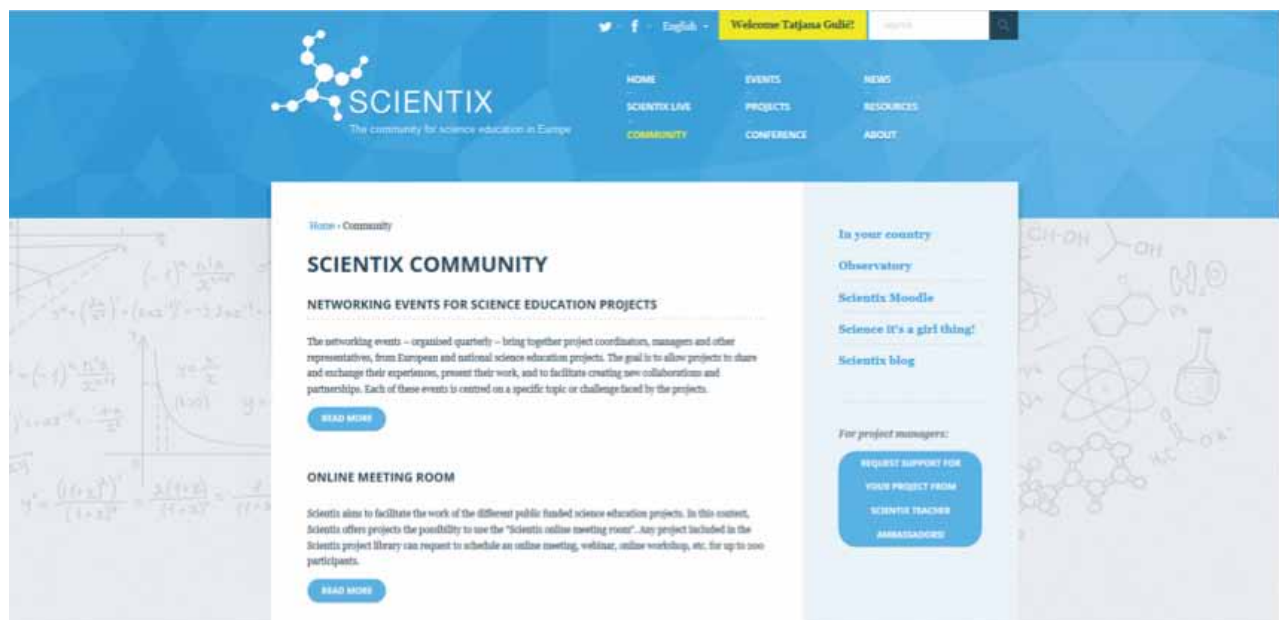 English
Welcome Tatjana Gulić!
SCIENTIX
The community for science education in Europe
HOME
EVENTS
NEWS
SCIENTIX LIVE
PROJECTS
RESOURCES
COMMUNITY
CONFERENCE
ABOUT
Home › Community
SCIENTIX COMMUNITY
NETWORKING EVENTS FOR SCIENCE EDUCATION PROJECTS
The networking events – organised quarterly – bring together project coordinators, managers and other
representatives, from European and national science education projects. The goal is to allow projects to share
and exchange their experiences, present their work, and to facilitate creating new collaborations and
partnerships. Each of these events is centred on a specific topic or challenge faced by the projects.
READ MORE
ONLINE MEETING ROOM
Scientix aims to facilitate the work of the different public funded science education projects. In this context,
Scientix offers projects the possibility to use the "Scientix online meeting room". Any project included in the
Scientix project library can request to schedule an online meeting, webinar, online workshop, etc. for up to 200
participants.
READ MORE
In your country
Observatory
Scientix Moodle
Science it's a girl thing!
Scientix blog
For project managers:
REQUEST SUPPORT FOR
YOUR PROJECT FROM
SCIENTIX TEACHER
AMBASSADORS!